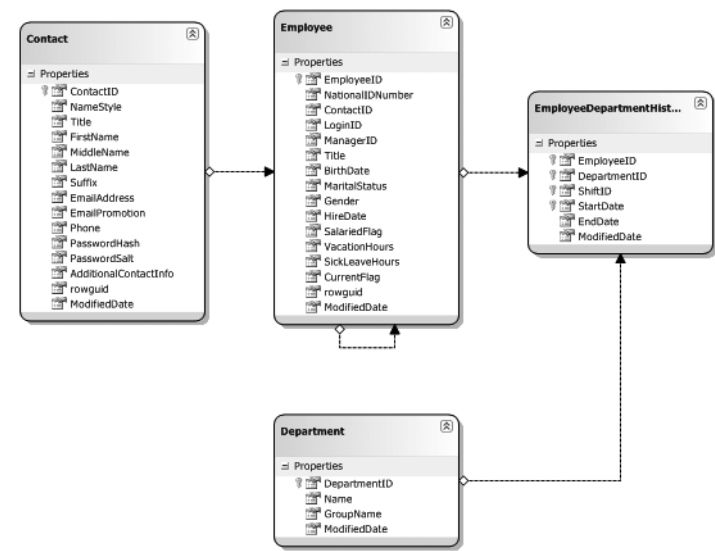 Contact
Properties
ContactID
NameStyle
Title
FirstName
MiddleName
LastName
Suffix
EmailAddress
EmailPromotion
Phone
PasswordHash
PasswordSalt
AdditionalContactInfo
rowguid
ModifiedDate
Employee
Properties
EmployeeID
NationalIDNumber
ContactID
LoginID
ManagerID
Title
BirthDate
MaritalStatus
Gender
HireDate
SalariedFlag
VacationHours
SickLeaveHours
CurrentFlag
rowguid
ModifiedDate
EmployeeDepartmentHist...
Properties
EmployeeID
DepartmentID
ShiftID
StartDate
EndDate
ModifiedDate
Department
Properties
DepartmentID
Name
GroupName
ModifiedDate